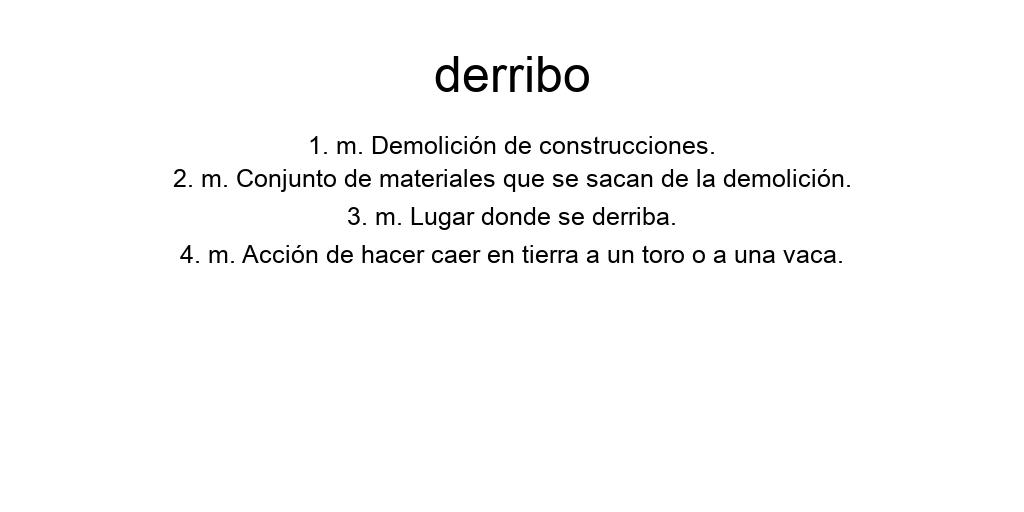 derribo
1. m. Demolición de construcciones.
2. m. Conjunto de materiales que se sacan de la demolición.
3. m. Lugar donde se derriba.
4. m. Acción de hacer caer en tierra a un toro o a una vaca.